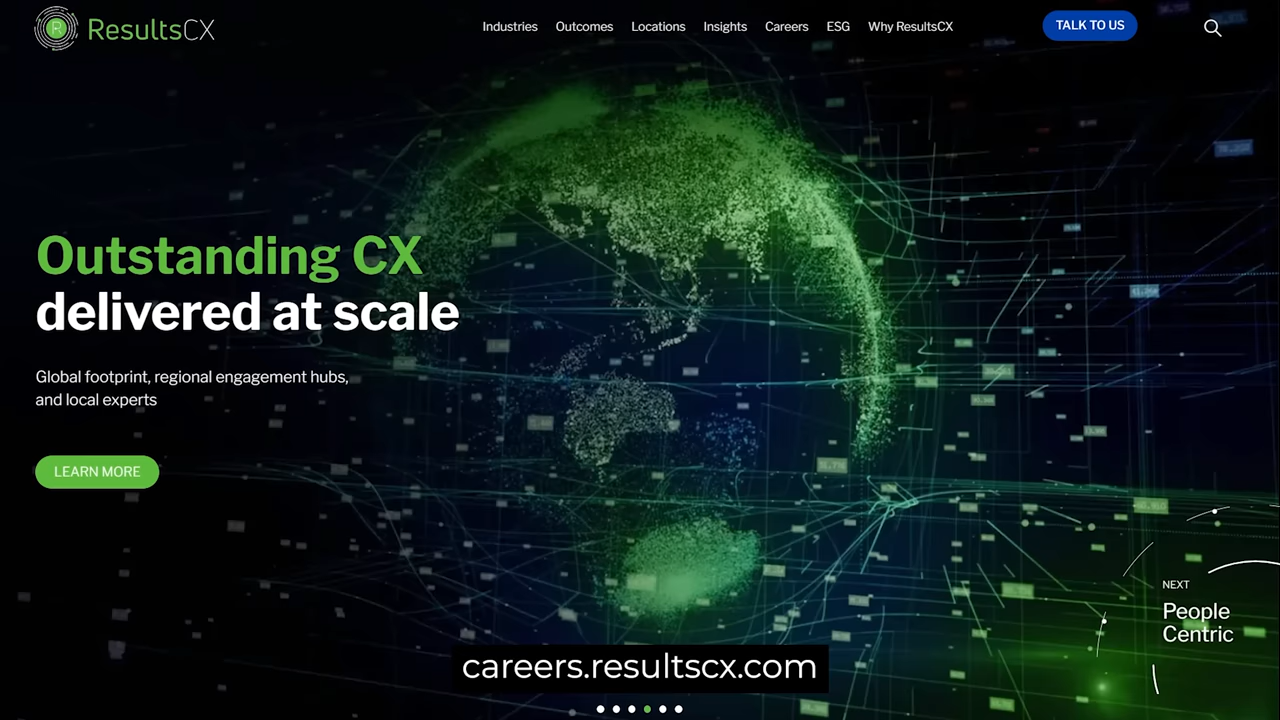 ResultsCX
Industries
Outcomes
Locations
Insights
Careers
ESG
Why ResultsCX
TALK TO US
Outstanding CX
delivered at scale
Global footprint, regional engagement hubs,
and local experts
LEARN MORE
NEXT
People
Centric
careers.resultscx.com